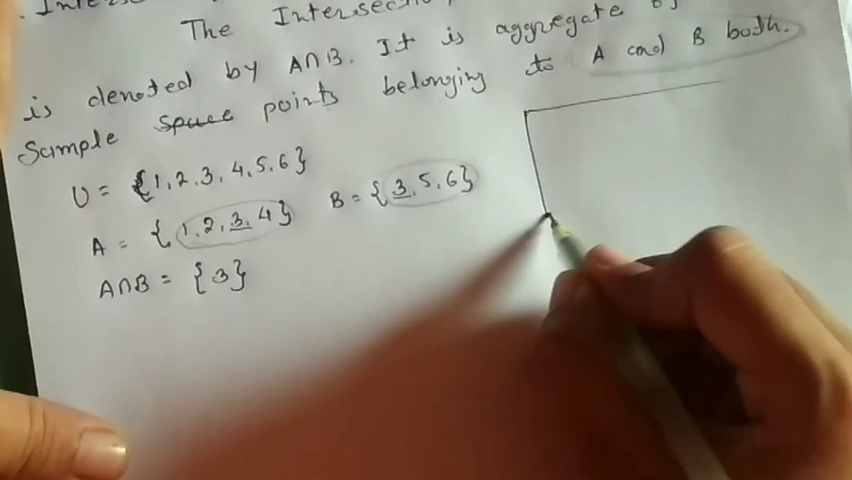 The Intersection
is denoted by A∩B. It is aggregate of
Sample space points belonging to A and B both.
U = {1,2,3,4,5,6}
A = {1,2,3,4} B = {3,5,6}
A∩B = {3}